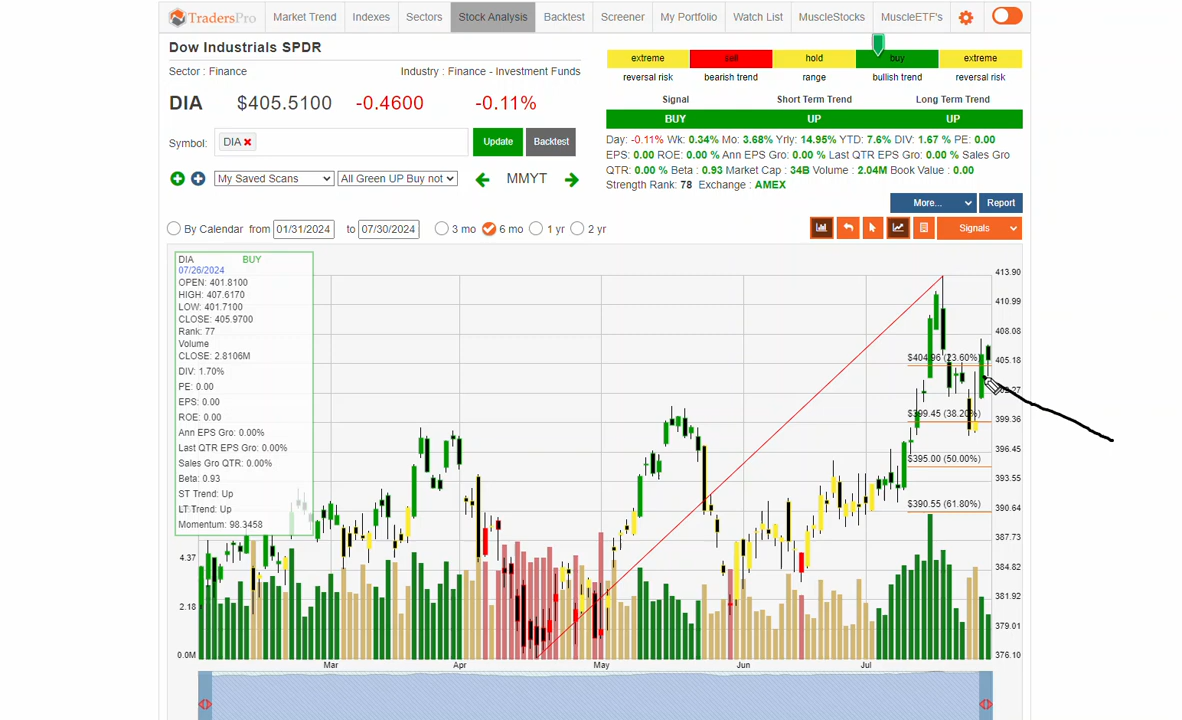 TradersPro Market Trend Indexes Sectors Stock Analysis Backtest Screener My Portfolio Watch List MuscleStocks MuscleETF's
Dow Industrials SPDR
Sector : Finance Industry : Finance - Investment Funds
DIA $405.5100 -0.4600 -0.11%
Symbol: DIA Update Backtest
My Saved Scans All Green UP Buy not MMYT
extreme sell hold buy extreme
reversal risk bearish trend range bullish trend reversal risk
Signal Short Term Trend Long Term Trend
BUY UP UP
Day: -0.11% Wk: 0.34% Mo: 3.68% Yrly: 14.95% YTD: 7.6% DIV: 1.67 % PE: 0.00
EPS: 0.00 ROE: 0.00 % Ann EPS Gro: 0.00 % Last QTR EPS Gro: 0.00 % Sales Gro
QTR: 0.00 % Beta : 0.93 Market Cap : 34B Volume : 2.04M Book Value : 0.00
Strength Rank: 78 Exchange : AMEX
More... Report
By Calendar from 01/31/2024 to 07/30/2024 3 mo 6 mo 1 yr 2 yr
Signals
DIA BUY
07/26/2024
OPEN: 401.8100
HIGH: 407.6170
LOW: 401.7100
CLOSE: 405.9700
Rank: 77
Volume
CLOSE: 2.8106M
DIV: 1.70%
PE: 0.00
EPS: 0.00
ROE: 0.00
Ann EPS Gro: 0.00%
Last QTR EPS Gro: 0.00%
Sales Gro QTR: 0.00%
Beta: 0.93
ST Trend: Up
LT Trend: Up
Momentum: 98.3458
4.37
2.18
0.0M
$404.96 (23.60%)
$399.45 (38.20%)
$395.00 (50.00%)
$390.55 (61.80%)
413.90
410.99
408.08
405.18
399.36
396.45
393.55
390.64
387.73
384.82
381.92
379.01
376.10
Mar Apr May Jun Jul